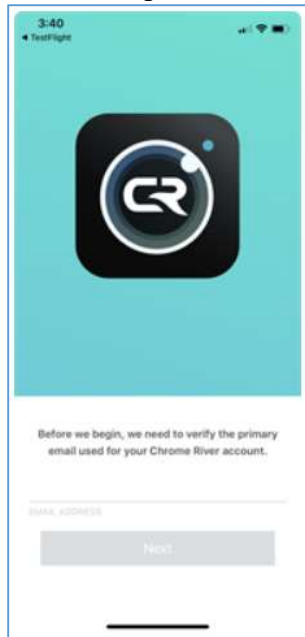 3:40
◄ TestFlight
CR
Before we begin, we need to verify the primary
email used for your Chrome River account.
EMAIL ADDRESS
Next